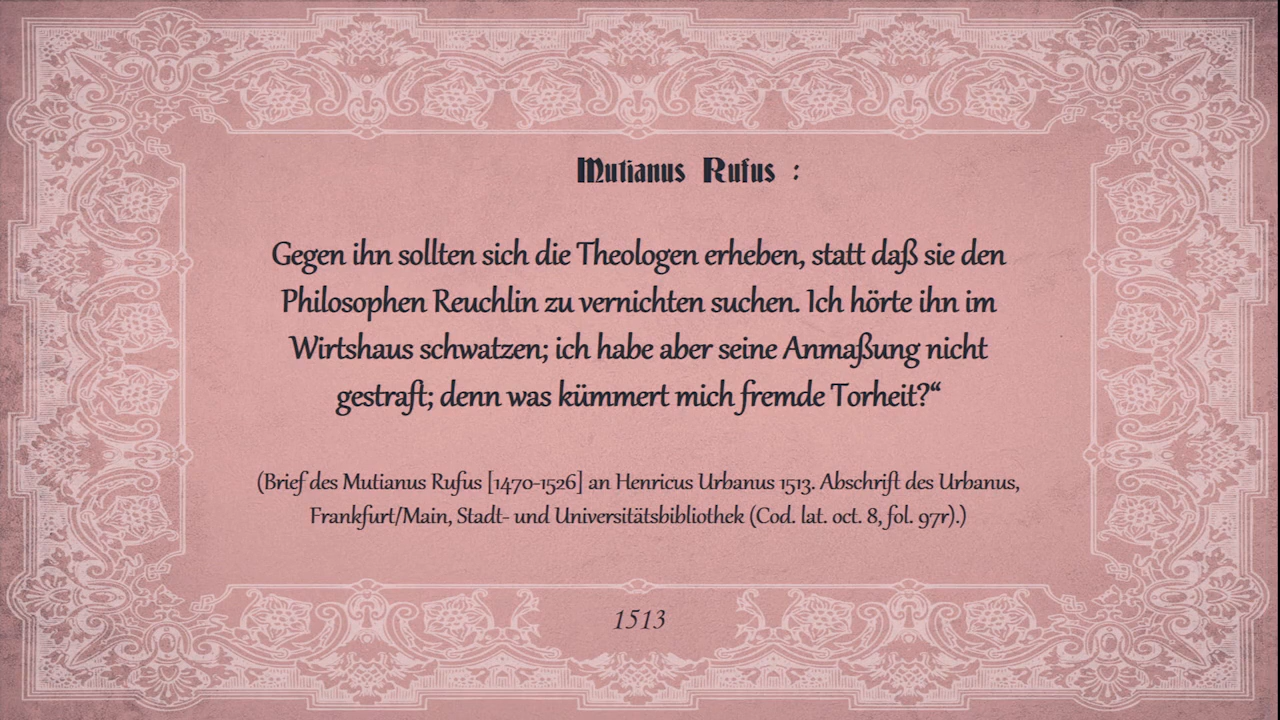 Mutianus Rufus :
Gegen ihn sollten sich die Theologen erheben, statt daß sie den
Philosophen Reuchlin zu vernichten suchen. Ich hörte ihn im
Wirtshaus schwatzen; ich habe aber seine Anmaßung nicht
gestraft; denn was kümmert mich fremde Torheit?“
(Brief des Mutianus Rufus [1470-1526] an Henricus Urbanus 1513. Abschrift des Urbanus,
Frankfurt/Main, Stadt- und Universitätsbibliothek (Cod. lat. oct. 8, fol. 97r).)
1513